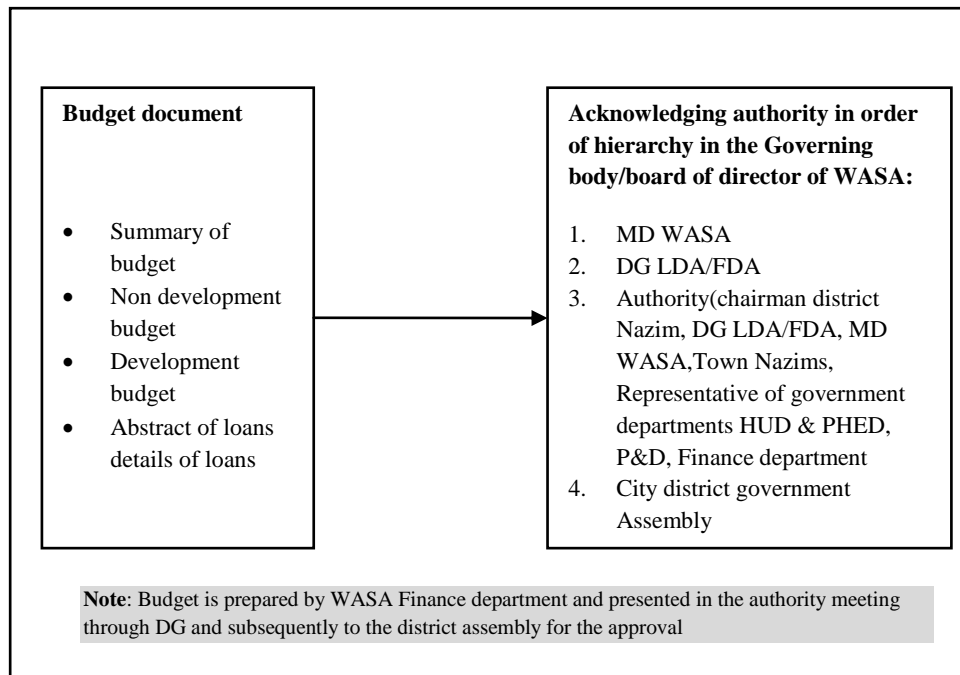 Budget document
• Summary of
budget
• Non development
budget
• Development
budget
• Abstract of loans
details of loans
Acknowledging authority in order
of hierarchy in the Governing
body/board of director of WASA:
1. MD WASA
2. DG LDA/FDA
3. Authority(chairman district
Nazim, DG LDA/FDA, MD
WASA,Town Nazims,
Representative of government
departments HUD & PHED,
P&D, Finance department
4. City district government
Assembly
Note: Budget is prepared by WASA Finance department and presented in the authority meeting
through DG and subsequently to the district assembly for the approval